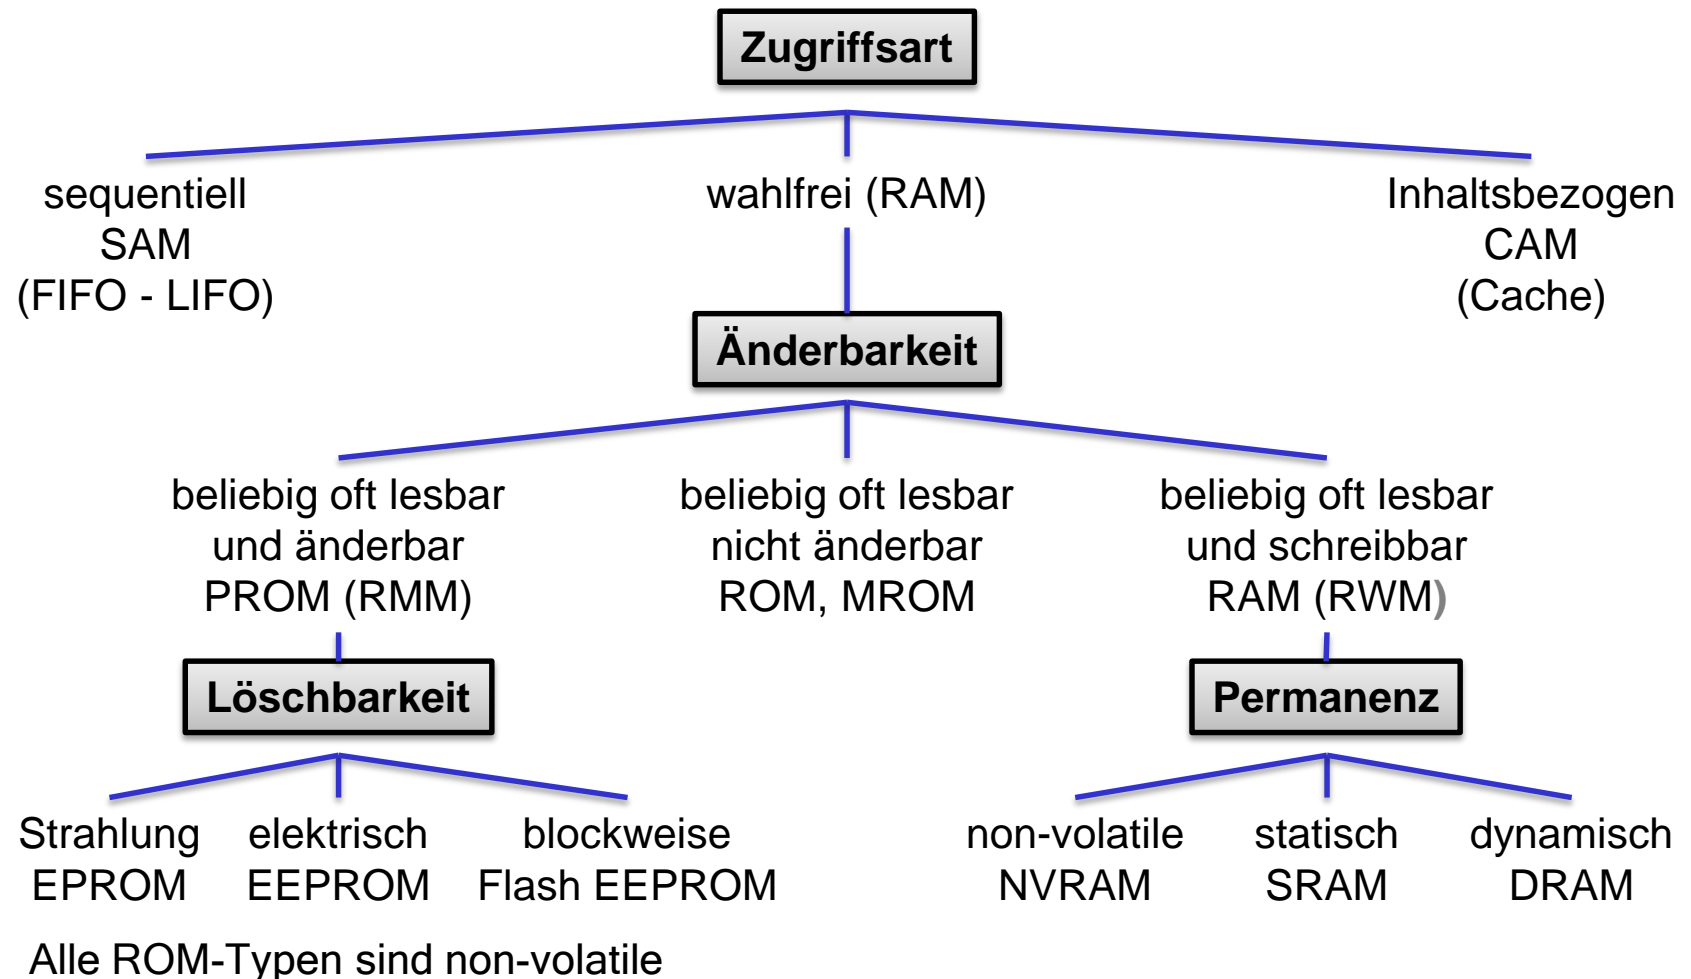 Zugriffsart
sequentiell
SAM
(FIFO - LIFO)
wahlfrei (RAM)
Inhaltsbezogen
CAM
(Cache)
Änderbarkeit
beliebig oft lesbar
und änderbar
PROM (RMM)
beliebig oft lesbar
nicht änderbar
ROM, MROM
beliebig oft lesbar
und schreibbar
RAM (RWM)
Löschbarkeit
Permanenz
Strahlung
EPROM
elektrisch
EEPROM
blockweise
Flash EEPROM
non-volatile
NVRAM
statisch
SRAM
dynamisch
DRAM
Alle ROM-Typen sind non-volatile